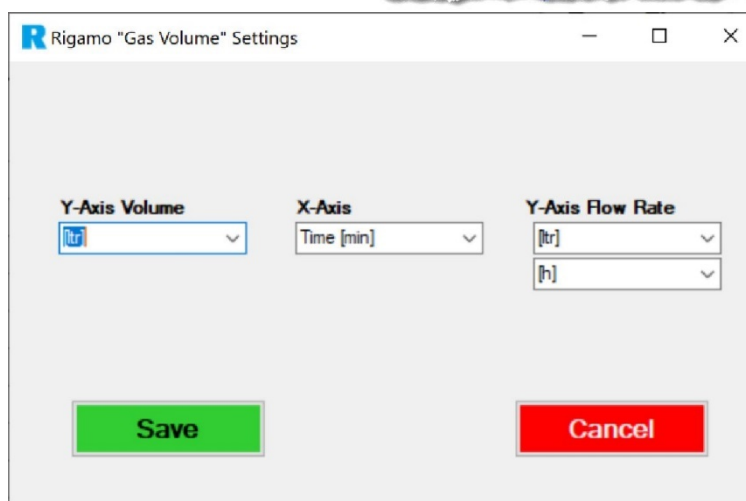 R Rigamo "Gas Volume" Settings
Y-Axis Volume
X-Axis
Y-Axis Flow Rate
[ltr]
Time [min]
[ltr]
[h]
Save
Cancel